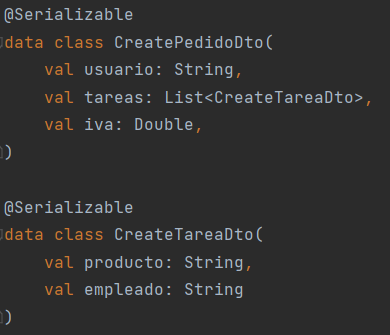 @Serializable
data class CreatePedidoDto(
    val usuario: String,
    val tareas: List<CreateTareaDto>,
    val iva: Double,
)

@Serializable
data class CreateTareaDto(
    val producto: String,
    val empleado: String
)